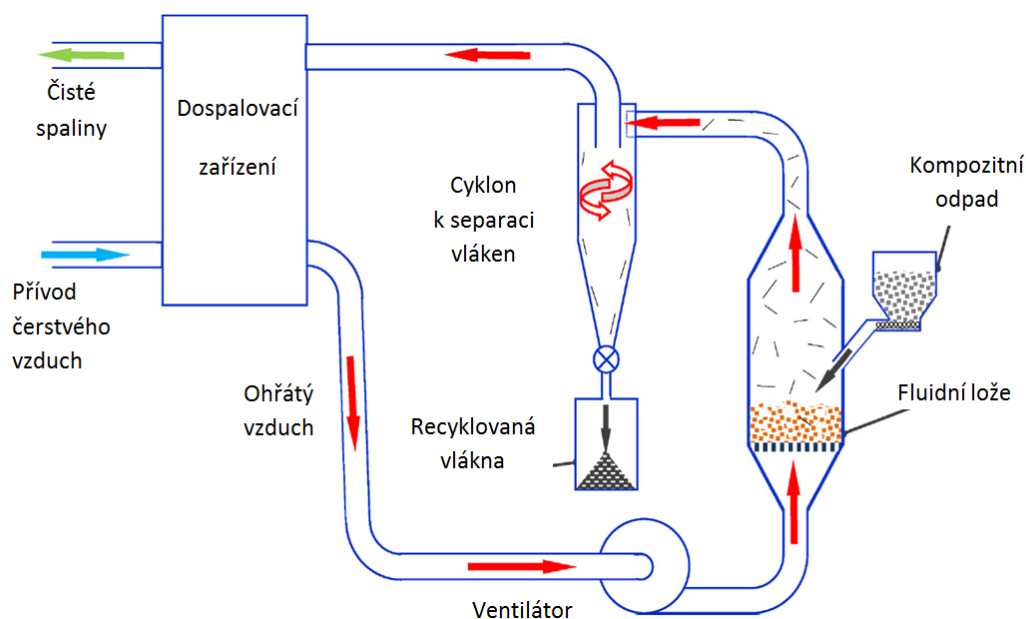 Čisté
spaliny
Dospalovací
zařízení
Cyklon
k separaci
vláken
Kompozitní
odpad
Přívod
čerstvého
vzduch
Ohřátý
vzduch
Recyklovaná
vlákna
Fluidní lože
Ventilátor